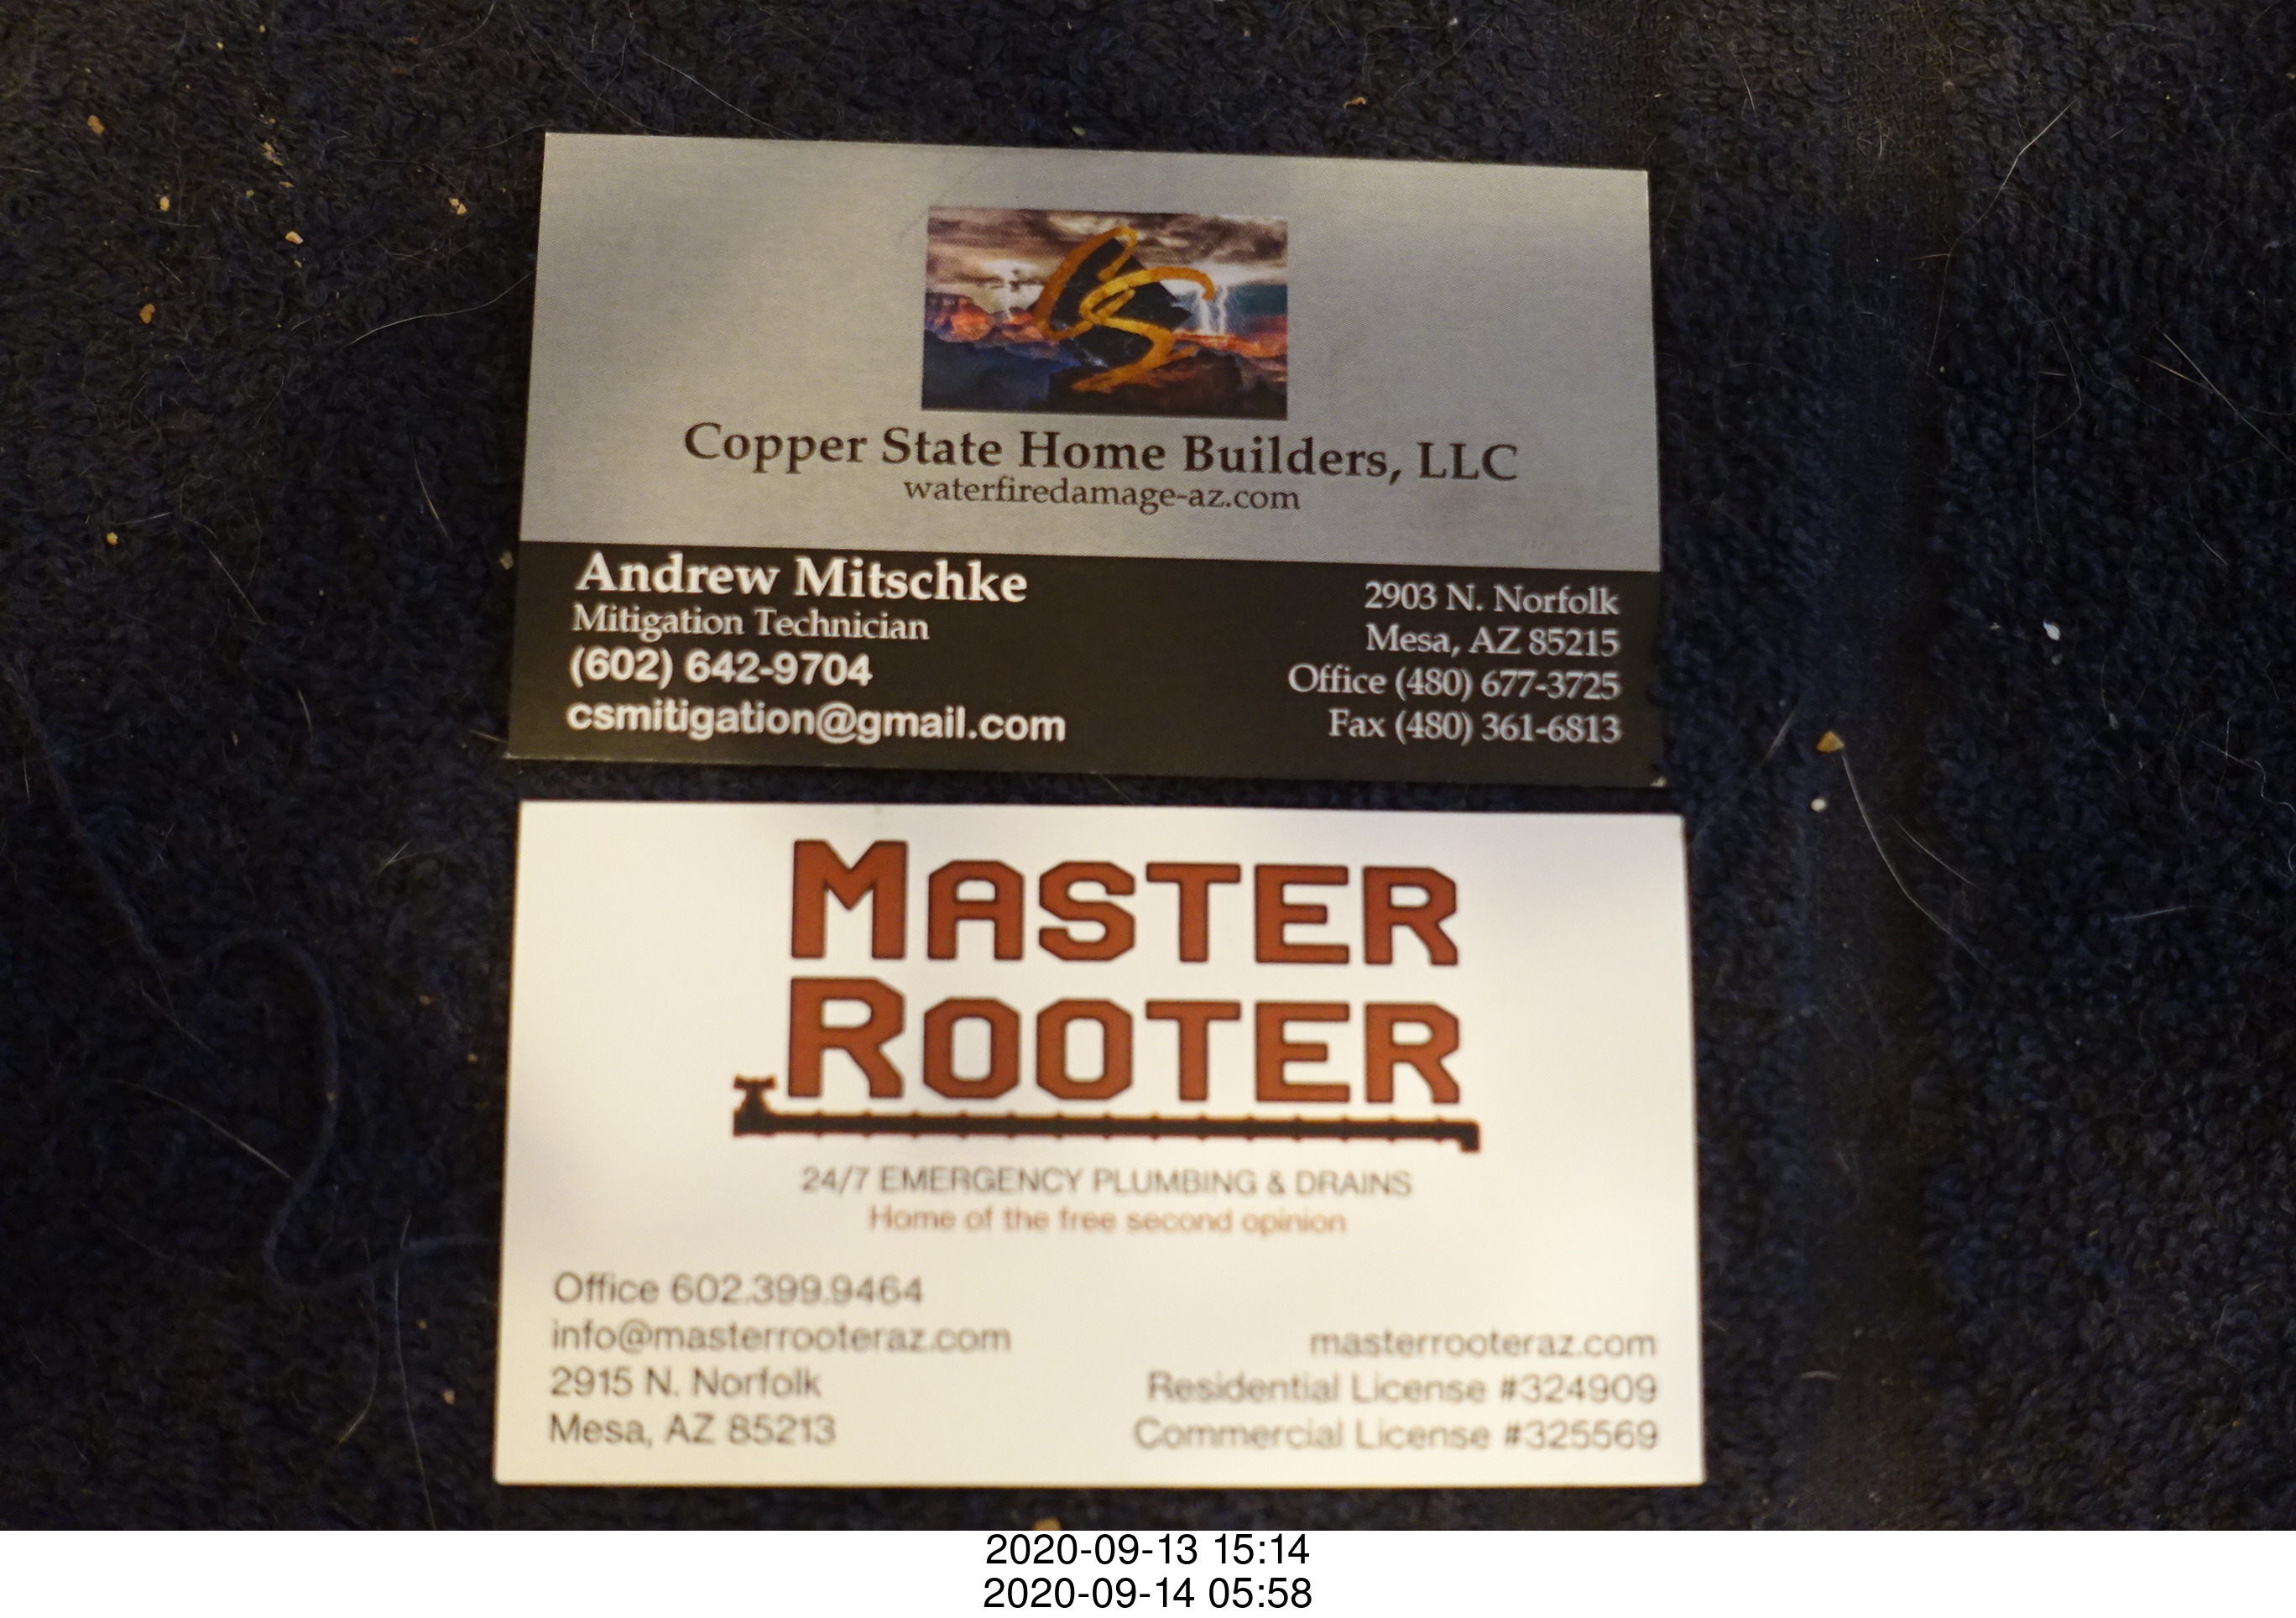 CS
Copper State Home Builders, LLC
waterfiredamage-az.com
Andrew Mitschke
Mitigation Technician
(602) 642-9704
csmitigation@gmail.com
2903 N. Norfolk
Mesa, AZ 85215
Office (480) 677-3725
Fax (480) 361-6813
MASTER
ROOTER
24/7 EMERGENCY PLUMBING & DRAINS
Home of the free second opinion
Office 602.399.9464
info@masterrooteraz.com
2915 N. Norfolk
Mesa, AZ 85213
masterrooteraz.com
Residential License #324909
Commercial License #325569
2020-09-13 15:14
2020-09-14 05:58